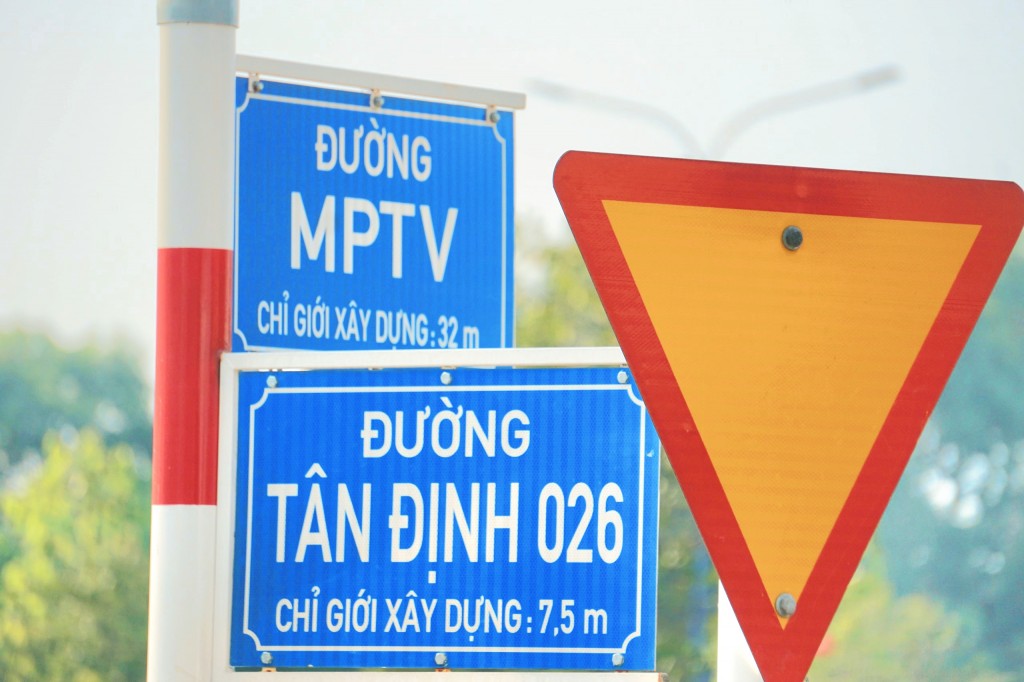 ĐƯỜNG
MPTV
CHỈ GIỚI XÂY DỰNG: 32 m
ĐƯỜNG
TÂN ĐỊNH 026
CHỈ GIỚI XÂY DỰNG: 7,5 m